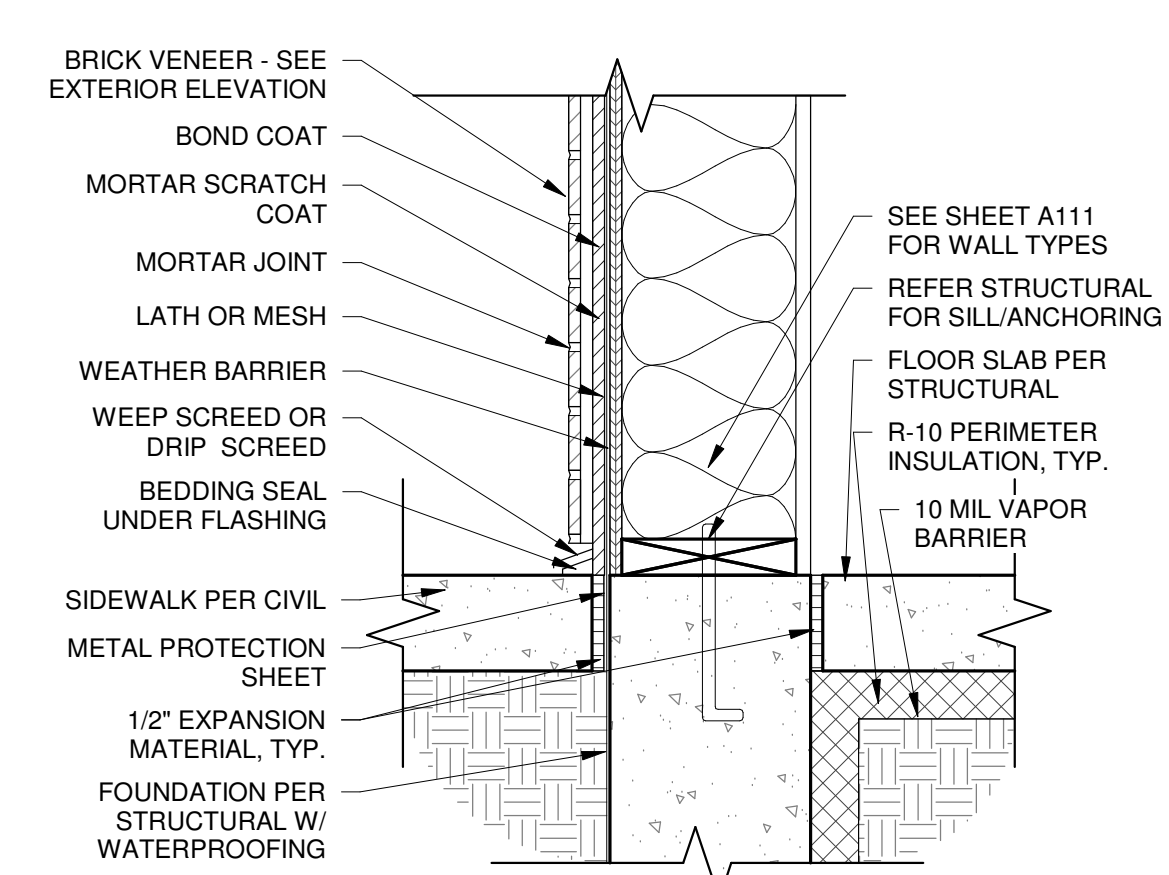 BRICK VENEER - SEE
EXTERIOR ELEVATION
BOND COAT
MORTAR SCRATCH
COAT
MORTAR JOINT
LATH OR MESH
WEATHER BARRIER
WEEP SCREED OR
DRIP  SCREED
BEDDING SEAL
UNDER FLASHING
SIDEWALK PER CIVIL
METAL PROTECTION
SHEET
1/2" EXPANSION
MATERIAL, TYP.
FOUNDATION PER
STRUCTURAL W/
WATERPROOFING
SEE SHEET A111
FOR WALL TYPES
REFER STRUCTURAL
FOR SILL/ANCHORING
FLOOR SLAB PER
STRUCTURAL
R-10 PERIMETER
INSULATION, TYP.
10 MIL VAPOR
BARRIER